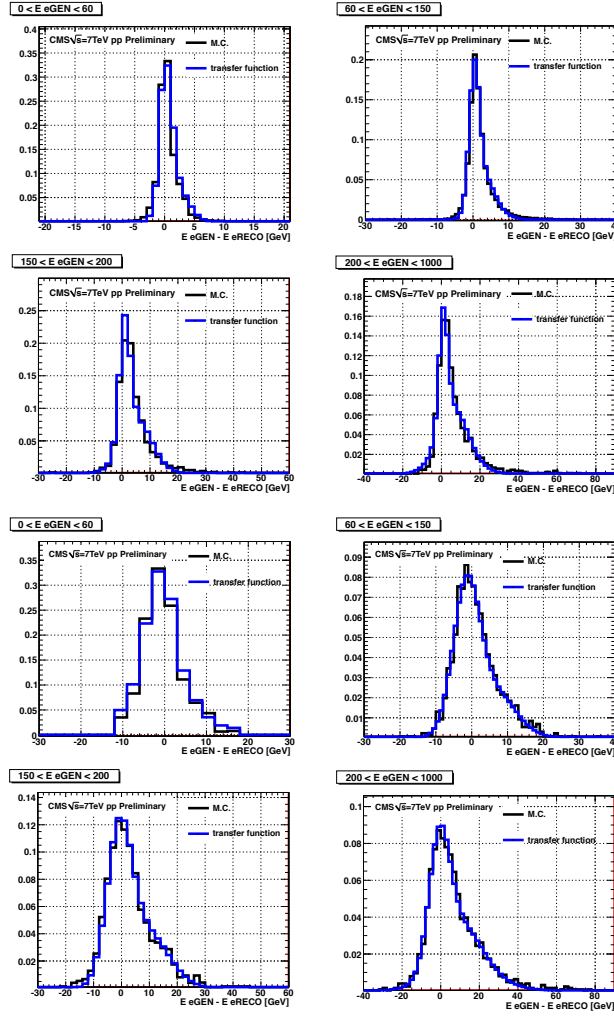 0 < E eGEN < 60
CMS√s=7TeV pp Preliminary
M.C.
transfer function
0.4
0.35
0.3
0.25
0.2
0.15
0.1
0.05
0
-20 -15 -10 -5 0 5 10 15 20
E eGEN - E eRECO [GeV]
60 < E eGEN < 150
CMS√s=7TeV pp Preliminary
M.C.
transfer function
0.2
0.15
0.1
0.05
0
-30 -20 -10 0 10 20 30 40
E eGEN - E eRECO [GeV]
150 < E eGEN < 200
CMS√s=7TeV pp Preliminary
M.C.
transfer function
0.25
0.2
0.15
0.1
0.05
0
-30 -20 -10 0 10 20 30 40 50 60
E eGEN - E eRECO [GeV]
200 < E eGEN < 1000
CMS√s=7TeV pp Preliminary
M.C.
transfer function
0.18
0.16
0.14
0.12
0.1
0.08
0.06
0.04
0.02
0
-40 -20 0 20 40 60 80
E eGEN - E eRECO [GeV]
0 < E eGEN < 60
CMS√s=7TeV pp Preliminary
M.C.
transfer function
0.35
0.3
0.25
0.2
0.15
0.1
0.05
0
-30 -20 -10 0 10 20 30
E eGEN - E eRECO [GeV]
60 < E eGEN < 150
CMS√s=7TeV pp Preliminary
M.C.
transfer function
0.09
0.08
0.07
0.06
0.05
0.04
0.03
0.02
0.01
-30 -20 -10 0 10 20 30 40
E eGEN - E eRECO [GeV]
150 < E eGEN < 200
CMS√s=7TeV pp Preliminary
M.C.
transfer function
0.14
0.12
0.1
0.08
0.06
0.04
0.02
-30 -20 -10 0 10 20 30 40 50 60
E eGEN - E eRECO [GeV]
200 < E eGEN < 1000
CMS√s=7TeV pp Preliminary
M.C.
transfer function
0.1
0.08
0.06
0.04
0.02
0
-40 -20 0 20 40 60 80
E eGEN - E eRECO [GeV]